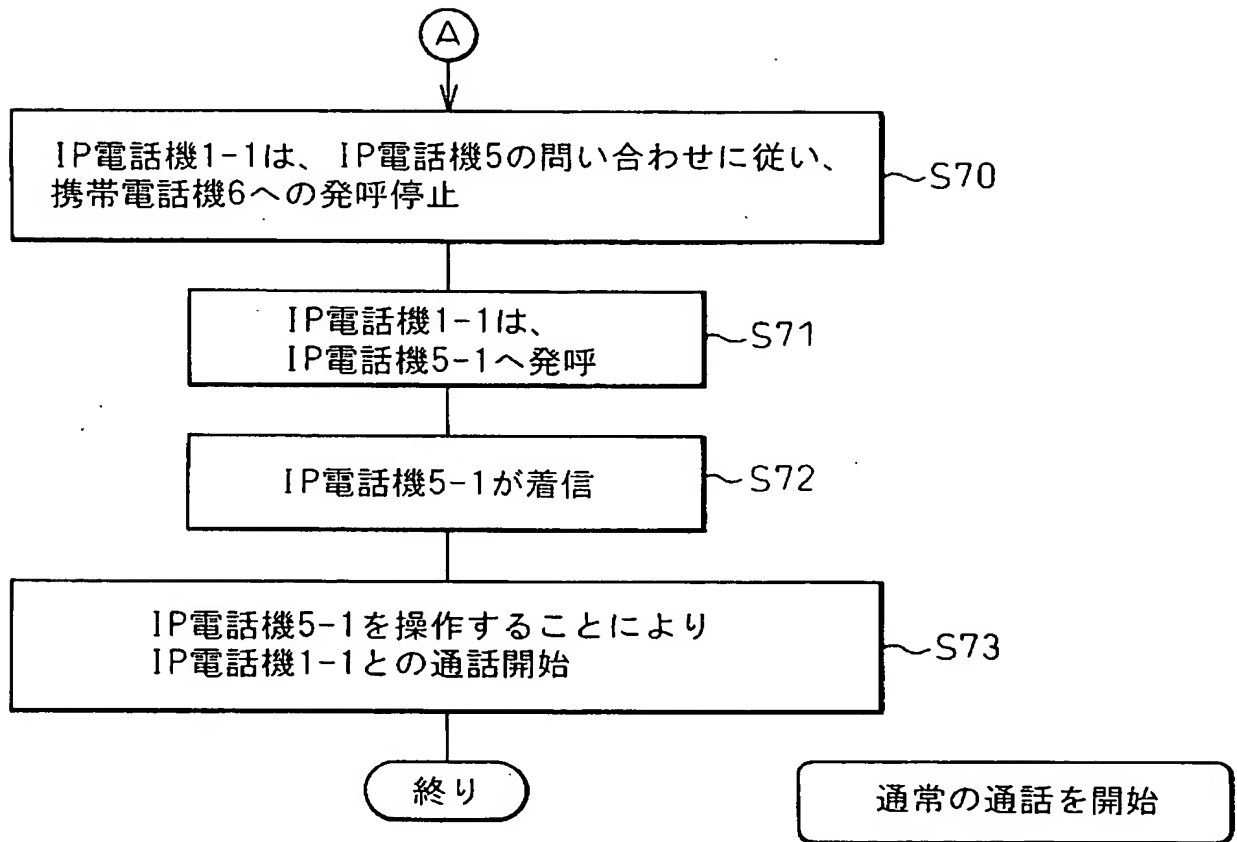 A
IP電話機1-1は、IP電話機5の問い合わせに従い、
携帯電話機6への発呼停止
S70
IP電話機1-1は、
IP電話機5-1へ発呼
S71
IP電話機5-1が着信
S72
IP電話機5-1を操作することにより
IP電話機1-1との通話開始
S73
終り
通常の通話を開始